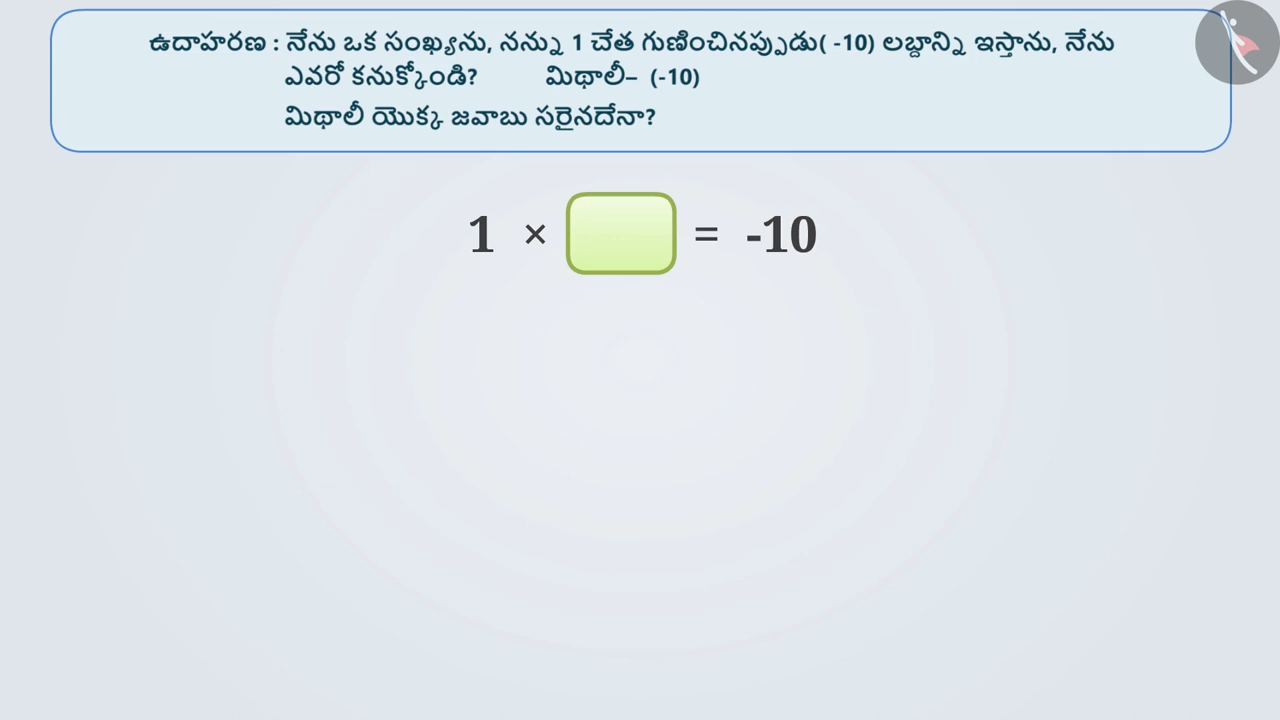 ఉదాహరణ : నేను ఒక సంఖ్యను, నన్ను 1 చేత గుణించినప్పుడు( -10) లబ్దాన్ని ఇస్తాను, నేను
ఎవరో కనుక్కోండి? మిథాలీ– (-10)
మిథాలీ యొక్క జవాబు సరైనదేనా?
1 × = -10